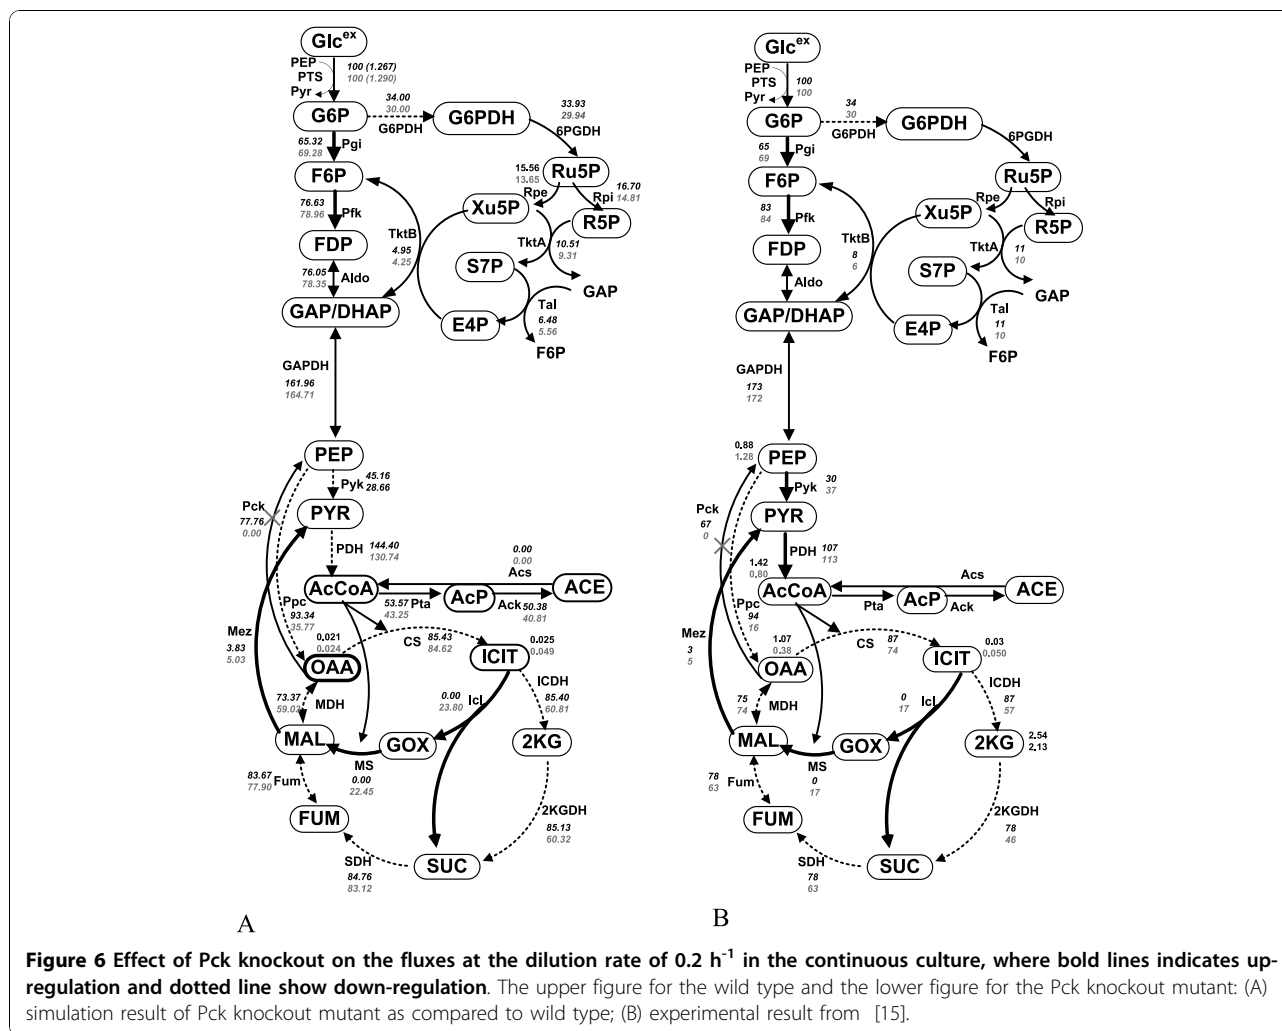 Glc^ex
PEP
PTS
Pyr
100 (1.267)
100 (1.290)
G6P
34.00
30.00
G6PDH
G6PDH
33.93
29.94
6PGDH
65.32
69.28
Pgi
F6P
15.56
13.65
Ru5P
Rpe
Rpi
16.70
14.81
76.63
78.96
Pfk
Xu5P
R5P
FDP
TktB
4.95
4.25
TktA
10.51
9.31
76.05
78.35
Aldo
S7P
GAP
GAP/DHAP
E4P
Tal
6.48
5.56
F6P
GAPDH
161.96
164.71
PEP
45.16
28.66
Pyk
Pck
77.76
0.00
PYR
PDH
144.40
130.74
0.00
0.00
Acs
AcCoA
AcP
ACE
53.57
43.25
Pta
Ack
50.38
40.81
Ppc
93.34
35.77
Mez
3.83
5.03
0.021
0.024
CS
85.43
84.62
0.025
0.049
OAA
ICIT
73.37
59.03
MDH
0.00
23.80
Icl
ICDH
85.40
60.81
MAL
GOX
2KG
MS
0.00
22.45
83.67
77.90
Fum
FUM
2KGDH
85.13
60.32
SDH
84.76
83.12
SUC
A
Glc^ex
PEP
PTS
Pyr
100
100
G6P
34
30
G6PDH
G6PDH
6PGDH
65
69
Pgi
F6P
Ru5P
Rpe
Rpi
83
84
Pfk
Xu5P
R5P
FDP
TktB
8
6
TktA
11
10
Aldo
S7P
GAP
GAP/DHAP
E4P
Tal
11
10
F6P
GAPDH
173
172
0.88
1.28
PEP
Pyk
30
37
Pck
67
0
PYR
PDH
107
113
1.42
0.80
Acs
AcCoA
AcP
ACE
Pta
Ack
Ppc
94
16
Mez
3
5
1.07
0.38
CS
87
74
0.03
0.050
OAA
ICIT
75
74
MDH
0
17
Icl
ICDH
87
57
MAL
GOX
2KG
2.54
2.13
MS
0
17
78
63
Fum
FUM
2KGDH
78
46
SDH
78
63
SUC
B
Figure 6 Effect of Pck knockout on the fluxes at the dilution rate of 0.2 h^-1 in the continuous culture, where bold lines indicates up-
regulation and dotted line show down-regulation. The upper figure for the wild type and the lower figure for the Pck knockout mutant: (A)
simulation result of Pck knockout mutant as compared to wild type; (B) experimental result from [15].